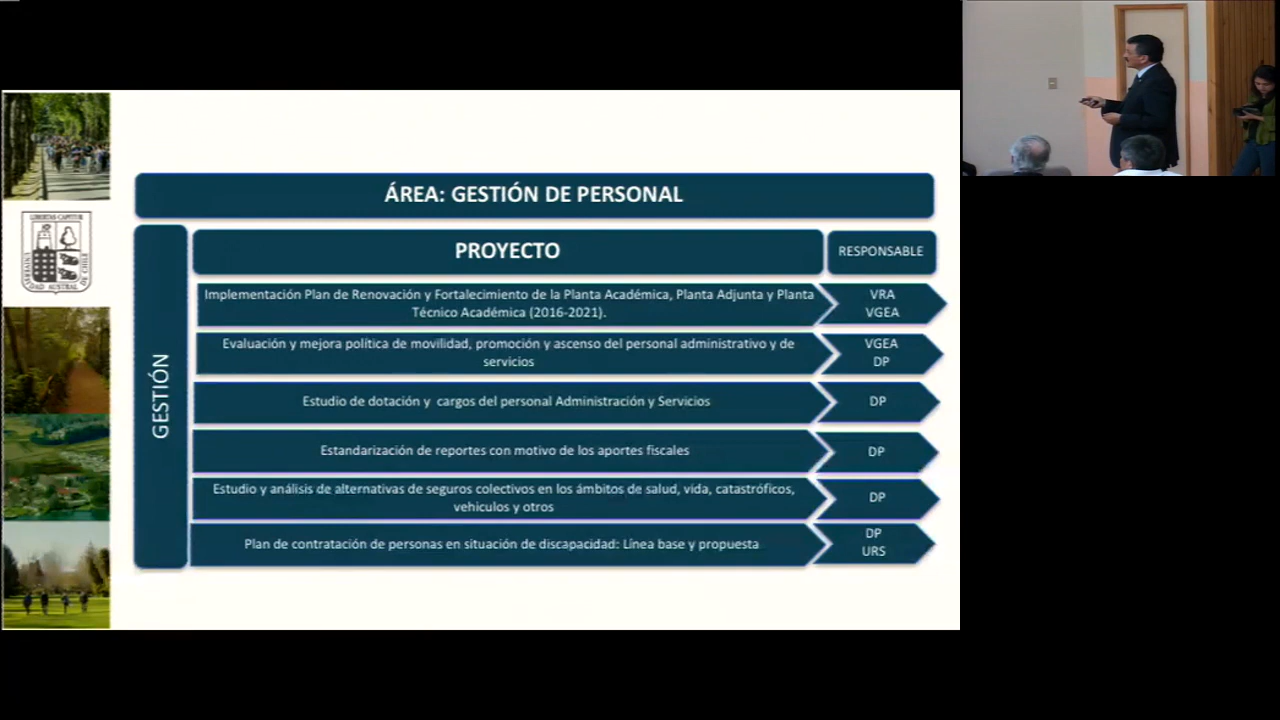 ÁREA: GESTIÓN DE PERSONAL
GESTIÓN
PROYECTO
RESPONSABLE
Implementación Plan de Renovación y Fortalecimiento de la Planta Académica, Planta Adjunta y Planta
Técnico Académica (2016-2021).
VRA
VGEA
Evaluación y mejora política de movilidad, promoción y ascenso del personal administrativo y de
servicios
VGEA
DP
Estudio de dotación y cargos del personal Administración y Servicios
DP
Estandarización de reportes con motivo de los aportes fiscales
DP
Estudio y análisis de alternativas de seguros colectivos en los ámbitos de salud, vida, catastróficos,
vehiculos y otros
DP
Plan de contratación de personas en situación de discapacidad: Línea base y propuesta
DP
URS
LIBERTAS CAPITUR